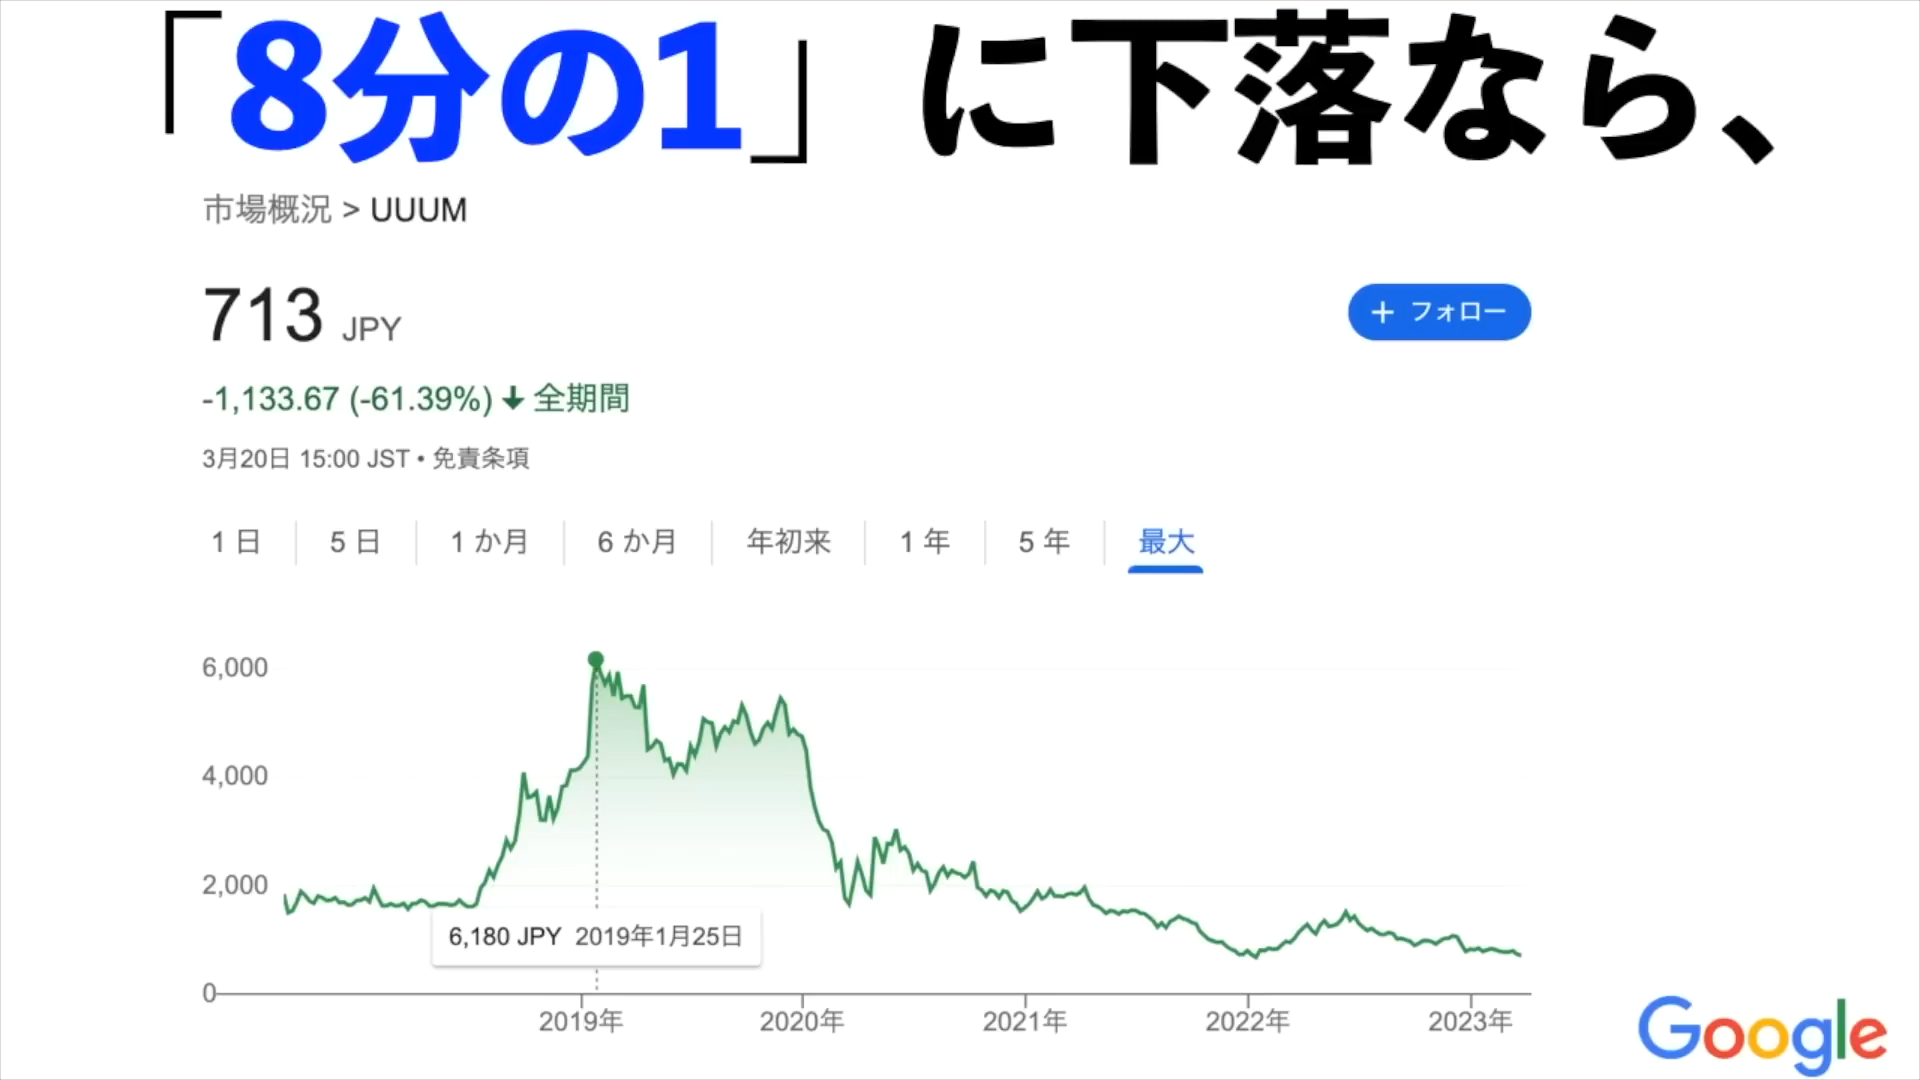 「8分の1」に下落なら、
市場概況 > UUUM
713 JPY
+ フォロー
-1,133.67 (-61.39%) ↓ 全期間
3月20日 15:00 JST • 免責条項
1 日 5 日 1 か月 6 か月 年初来 1 年 5 年 最大
6,000
4,000
2,000
6,180 JPY 2019年1月25日
0
2019年 2020年 2021年 2022年 2023年
Google